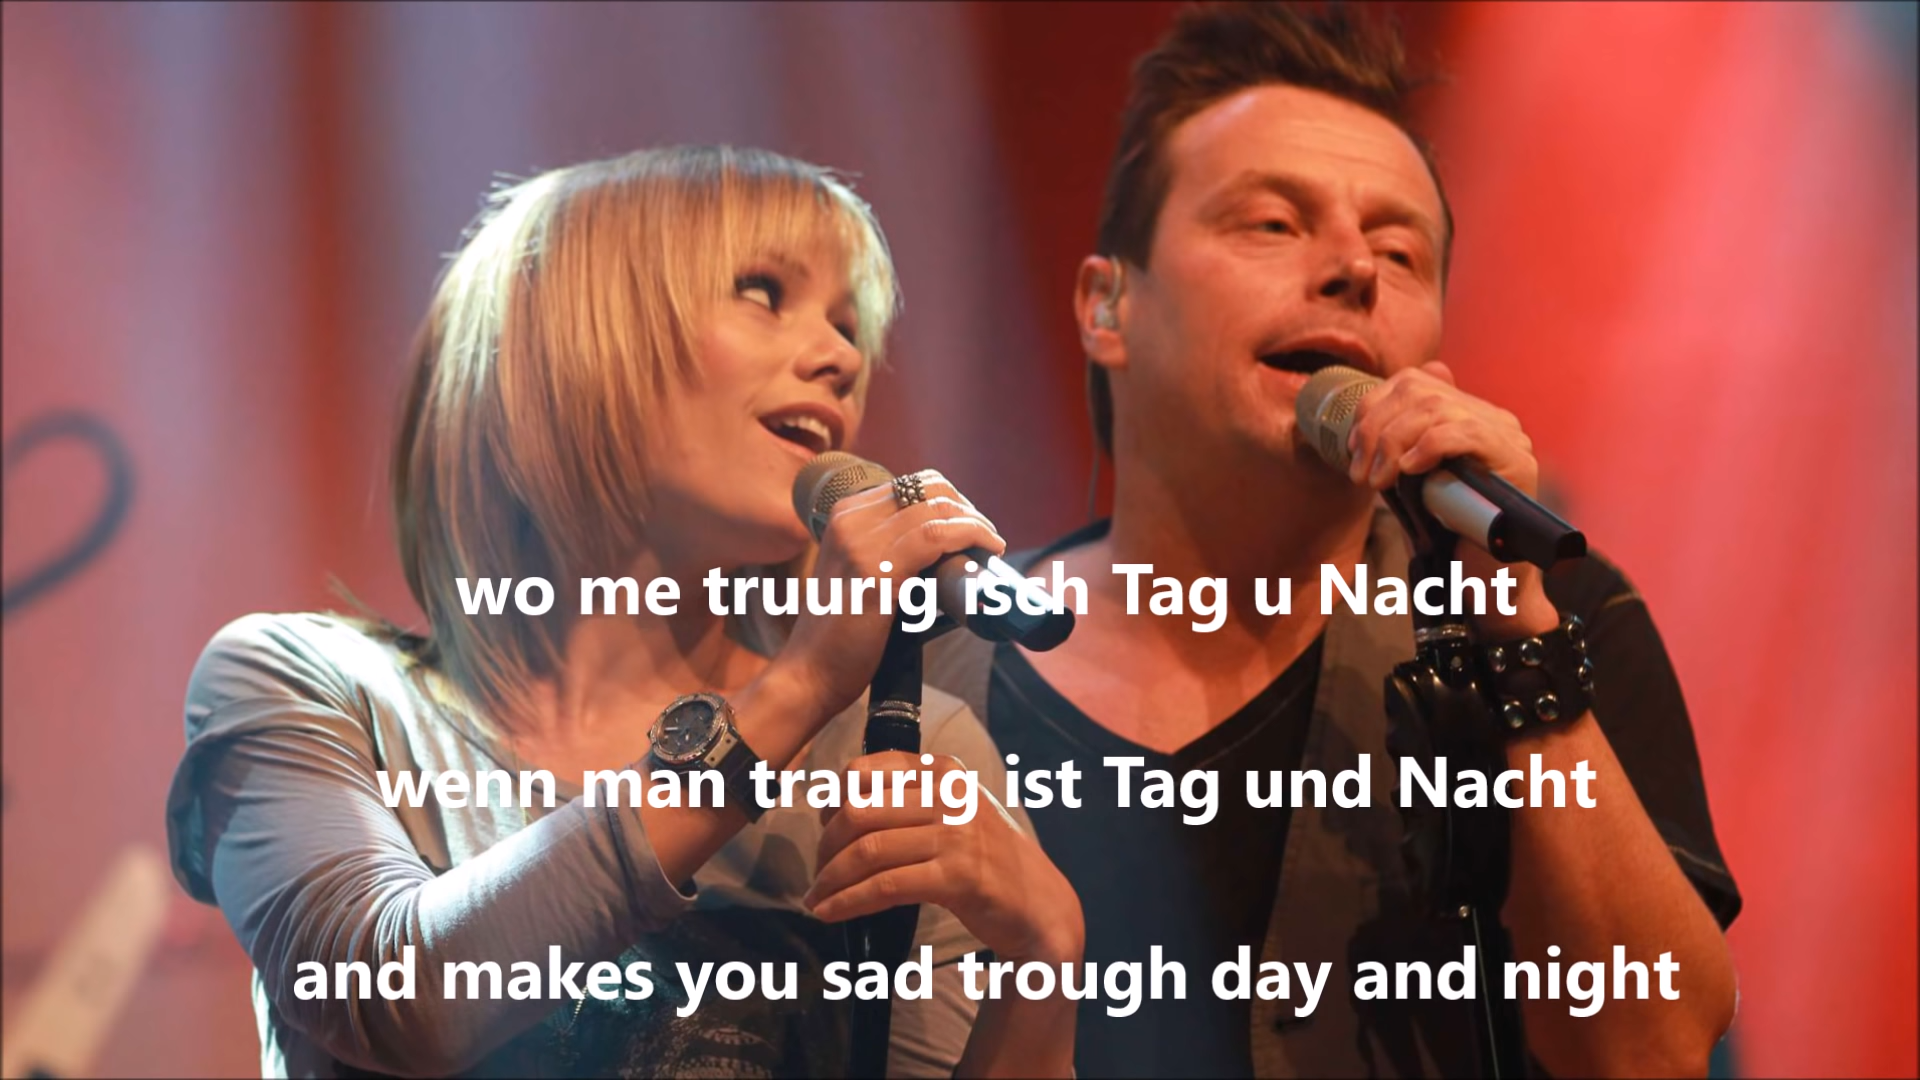 wo me truurig isch Tag u Nacht
wenn man traurig ist Tag und Nacht
and makes you sad trough day and night